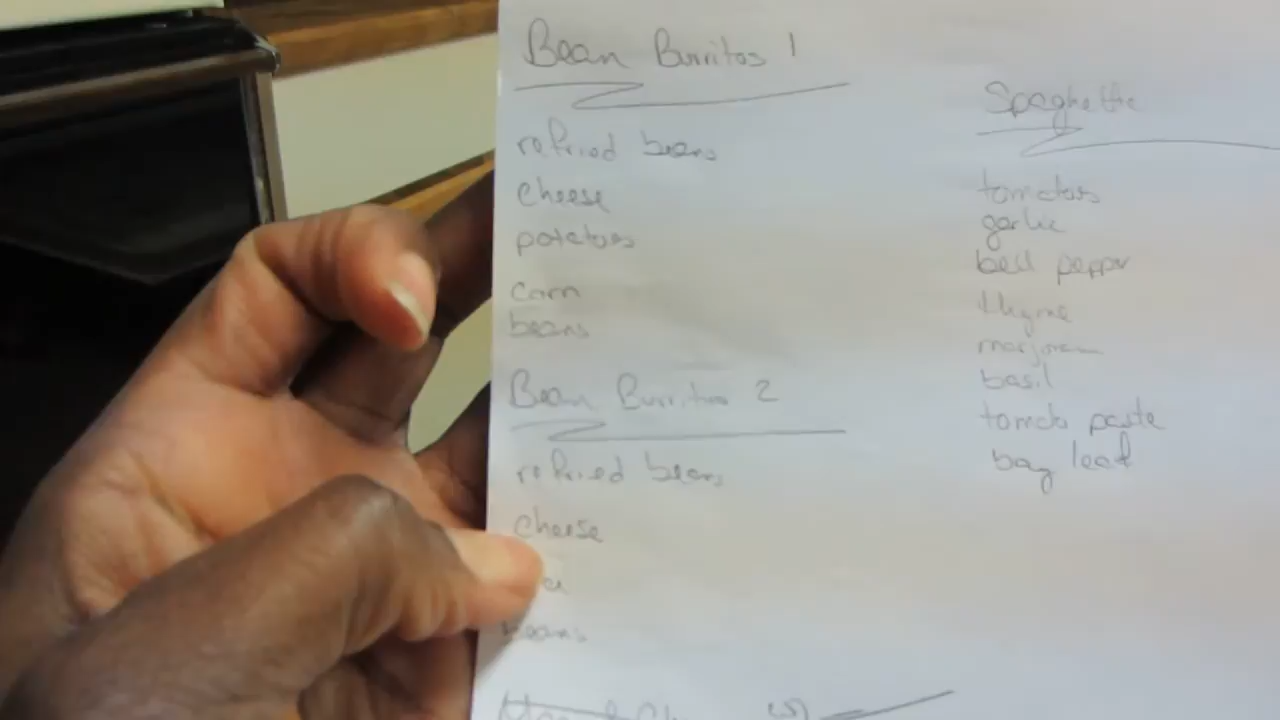 Bean Burritos 1
refried beans
cheese
potatoes
corn
beans
Bean Burritos 2
refried beans
cheese
beans
Spaghettie
tomatoes
garlic
bell pepper
thyme
marjoram
basil
tomato paste
bay leaf